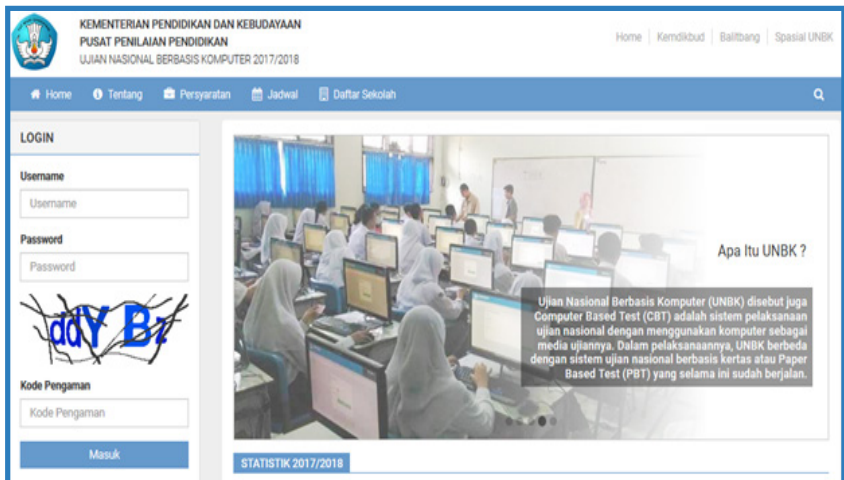 KEMENTERIAN PENDIDIKAN DAN KEBUDAYAAN
PUSAT PENILAIAN PENDIDIKAN
UJIAN NASIONAL BERBASIS KOMPUTER 2017/2018
Home | Kemdikbud | Balitbang | Spasial UNBK
Home Tentang Persyaratan Jadwal Daftar Sekolah
LOGIN
Username
Username
Password
Password
ddY Bz
Kode Pengaman
Kode Pengaman
Masuk
Apa Itu UNBK ?
Ujian Nasional Berbasis Komputer (UNBK) disebut juga
Computer Based Test (CBT) adalah sistem pelaksanaan
ujian nasional dengan menggunakan komputer sebagai
media ujiannya. Dalam pelaksanaannya, UNBK berbeda
dengan sistem ujian nasional berbasis kertas atau Paper
Based Test (PBT) yang selama ini sudah berjalan.
STATISTIK 2017/2018